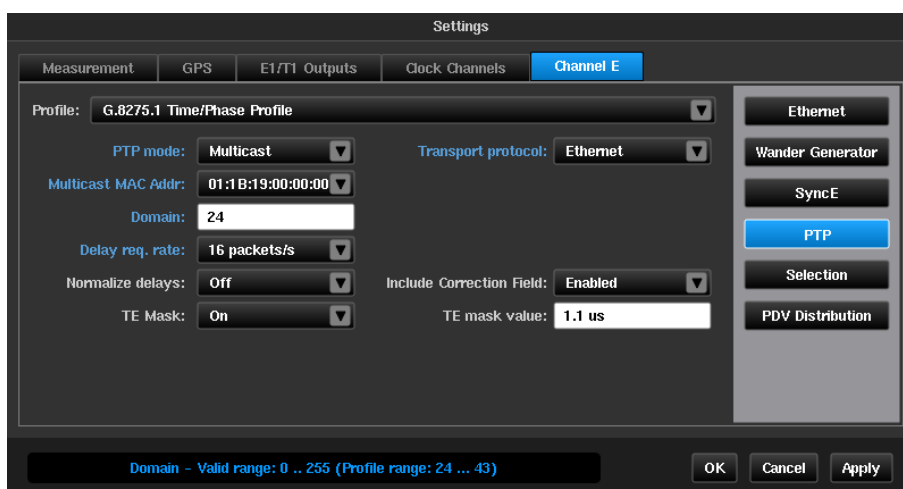 Settings
Measurement GPS E1/T1 Outputs Clock Channels Channel E
Profile: G.8275.1 Time/Phase Profile
Ethernet
PTP mode: Multicast Transport protocol: Ethernet
Wander Generator
Multicast MAC Addr: 01:1B:19:00:00:00
SyncE
Domain: 24
PTP
Delay req. rate: 16 packets/s
Selection
Normalize delays: Off Include Correction Field: Enabled
PDV Distribution
TE Mask: On TE mask value: 1.1 us
Domain - Valid range: 0 .. 255 (Profile range: 24 ... 43)
OK Cancel Apply